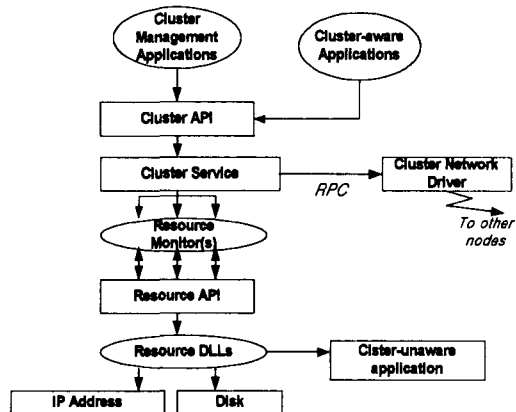 Cluster
Management
Applications
Cluster-aware
Applications
Cluster API
Cluster Service
RPC
Cluster Network
Driver
To other
nodes
Resource
Monitor(s)
Resource API
Resource DLLs
Clster-unaware
application
IP Address
Disk